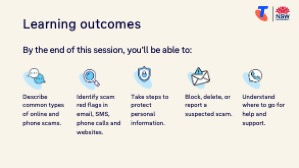 Learning outcomes
By the end of this session, you'll be able to:
Describe
common types
of online and
phone scams.
Identify scam
red flags in
email, SMS,
phone calls and
websites.
Take steps to
protect
personal
information.
Block, delete, or
report a
suspected scam.
Understand
where to go for
help and
support.
NSW